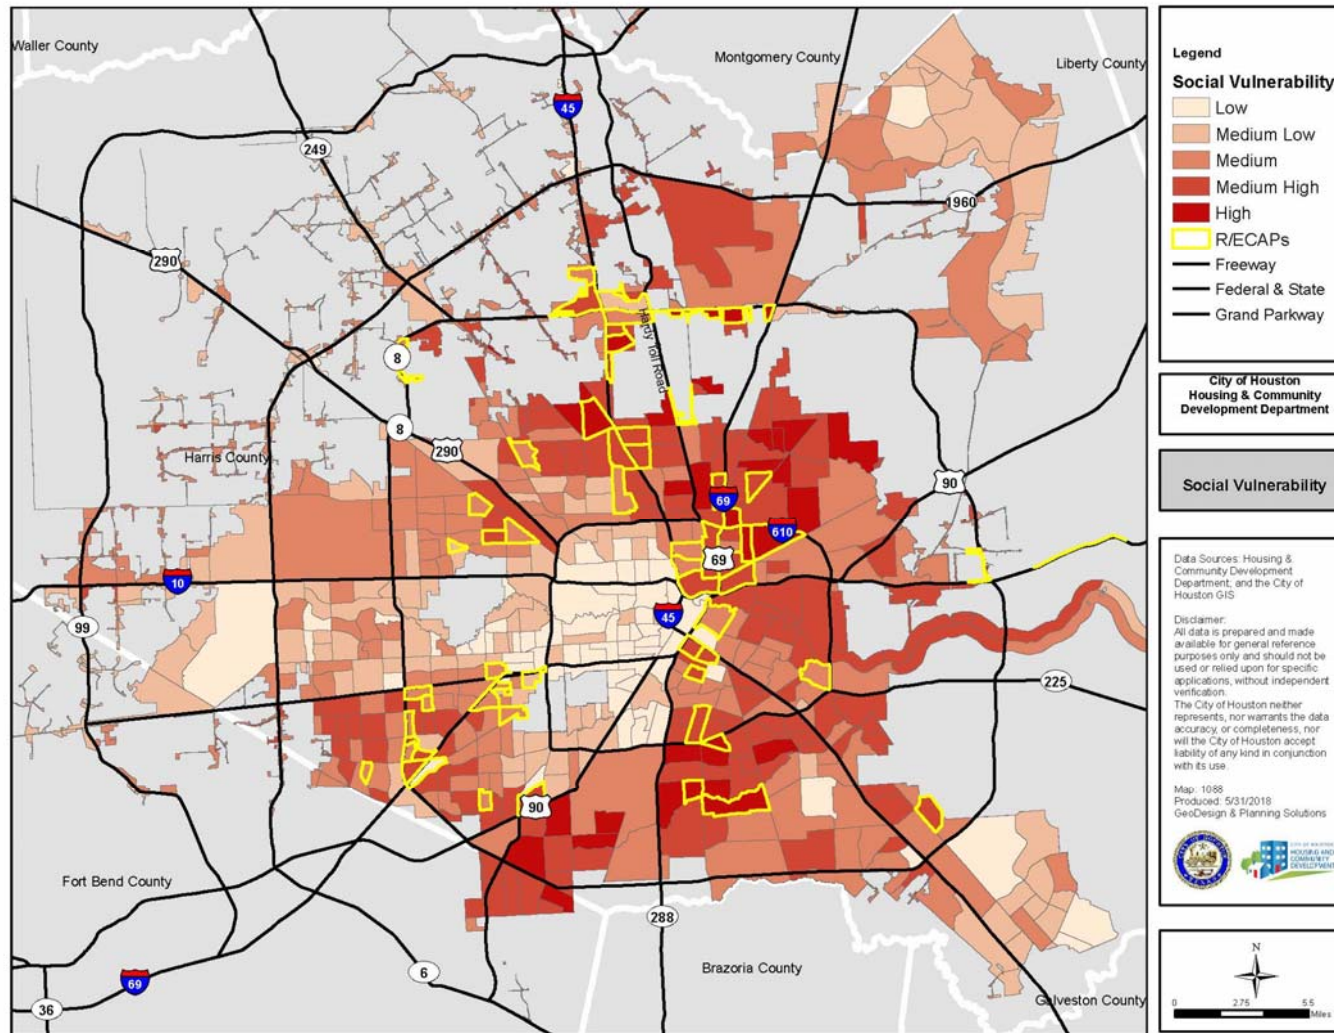 Waller County
Montgomery County
Liberty County
45
249
1960
290
Hardy Toll Road
8
8
290
Harris County
90
69
610
69
10
45
99
225
90
Fort Bend County
288
6
Brazoria County
69
36
Galveston County
Legend
Social Vulnerability
Low
Medium Low
Medium
Medium High
High
R/ECAPs
Freeway
Federal & State
Grand Parkway
City of Houston
Housing & Community
Development Department
Social Vulnerability
Data Sources: Housing &
Community Development
Department; and the City of
Houston GIS
Disclaimer:
All data is prepared and made
available for general reference
purposes only and should not be
used or relied upon for specific
applications, without independent
verification.
The City of Houston neither
represents, nor warrants the data
accuracy, or completeness, nor
will the City of Houston accept
liability of any kind in conjunction
with its use.
Map: 1088
Produced: 5/31/2018
GeoDesign & Planning Solutions
CITY OF HOUSTON
HOUSING AND
COMMUNITY
DEVELOPMENT
N
0 2.75 5.5
Miles